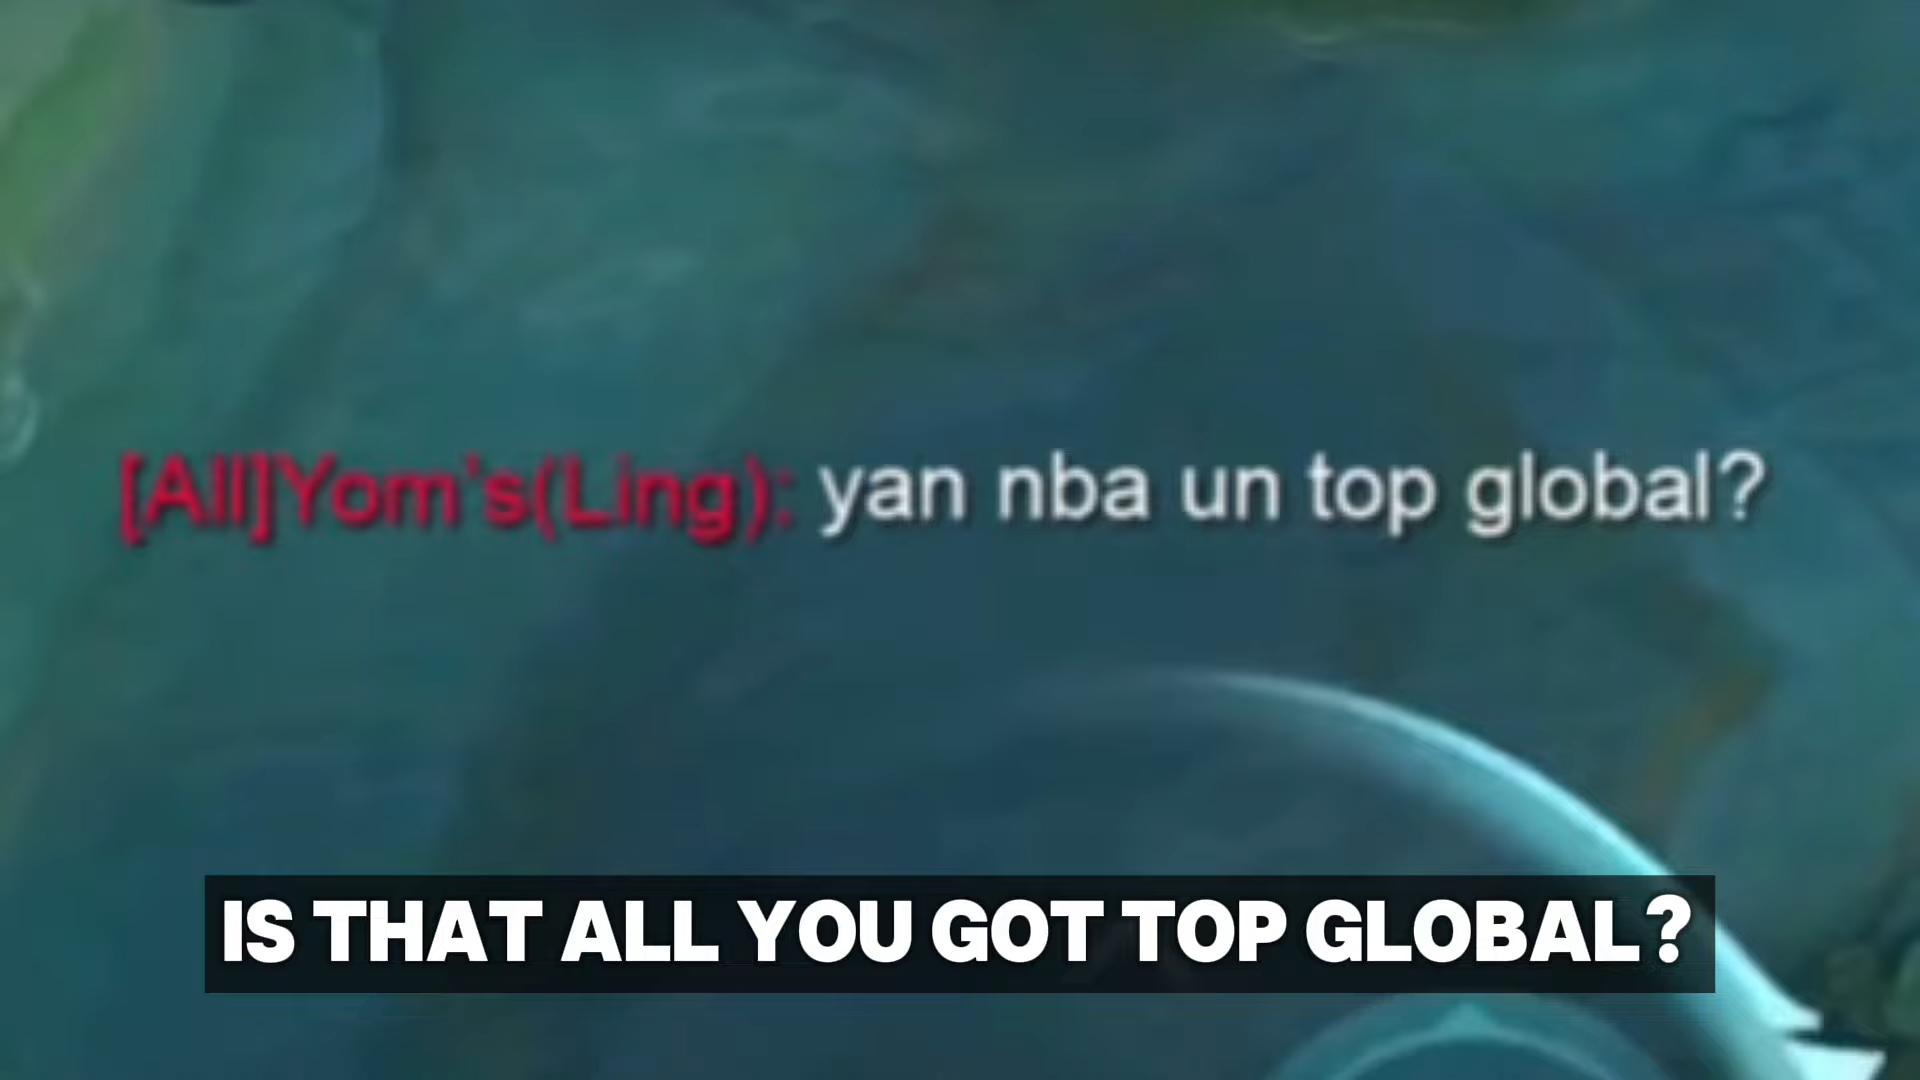 [All]Yom's(Ling): yan nba un top global?
IS THAT ALL YOU GOT TOP GLOBAL?